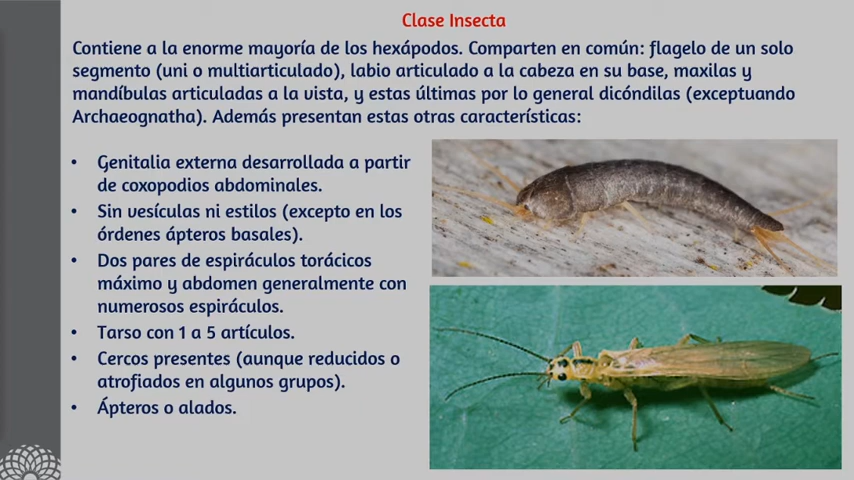 Clase Insecta
Contiene a la enorme mayoría de los hexápodos. Comparten en común: flagelo de un solo
segmento (uni o multiarticulado), labio articulado a la cabeza en su base, maxilas y
mandíbulas articuladas a la vista, y estas últimas por lo general dicóndilas (exceptuando
Archaeognatha). Además presentan estas otras características:
• Genitalia externa desarrollada a partir
de coxopodios abdominales.
• Sin vesículas ni estilos (excepto en los
órdenes ápteros basales).
• Dos pares de espiráculos torácicos
máximo y abdomen generalmente con
numerosos espiráculos.
• Tarso con 1 a 5 artículos.
• Cercos presentes (aunque reducidos o
atrofiados en algunos grupos).
• Ápteros o alados.